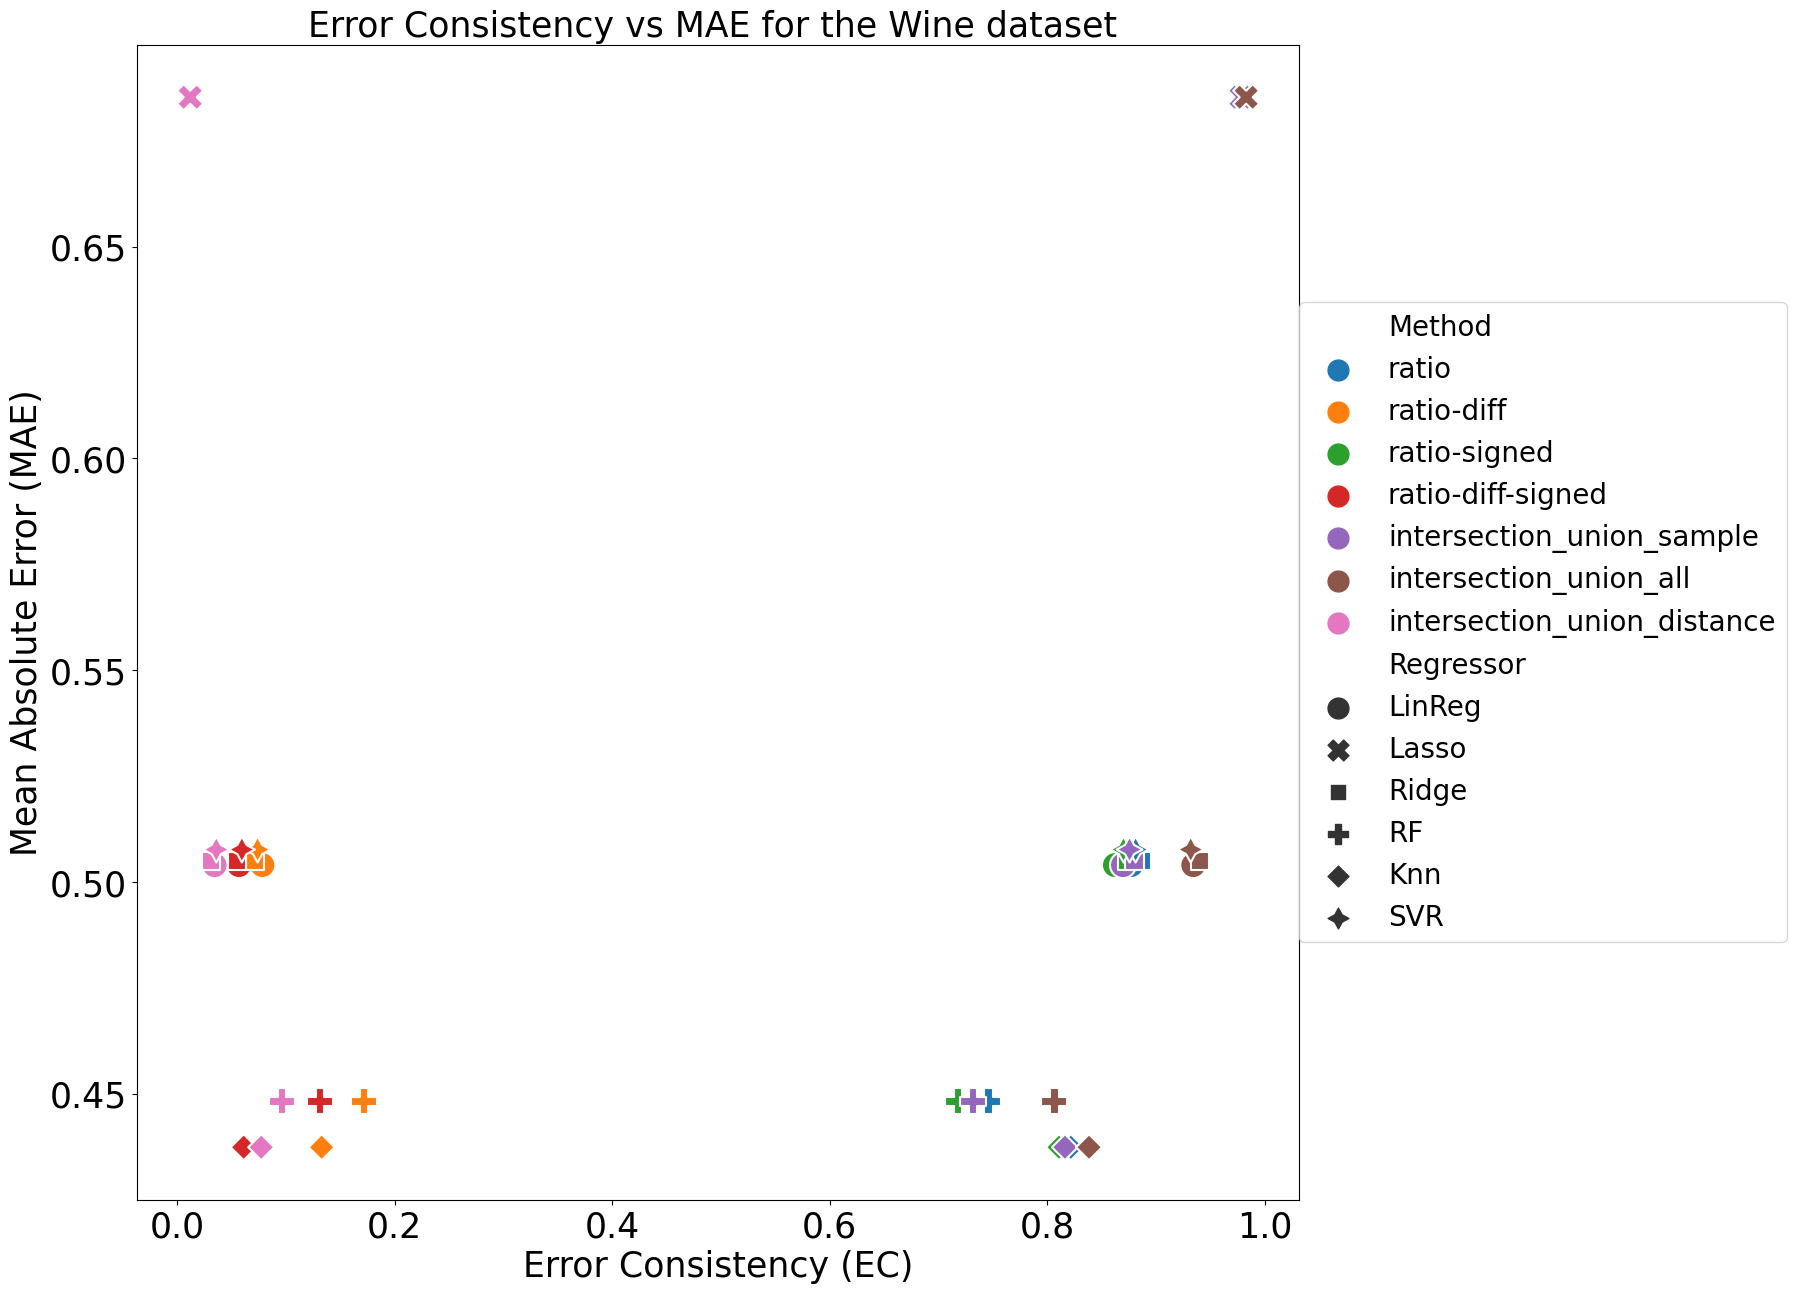 Error Consistency vs MAE for the Wine dataset
Mean Absolute Error (MAE)
0.65
0.60
0.55
0.50
0.45
0.0 0.2 0.4 0.6 0.8 1.0
Error Consistency (EC)
Method
ratio
ratio-diff
ratio-signed
ratio-diff-signed
intersection_union_sample
intersection_union_all
intersection_union_distance
Regressor
LinReg
Lasso
Ridge
RF
Knn
SVR